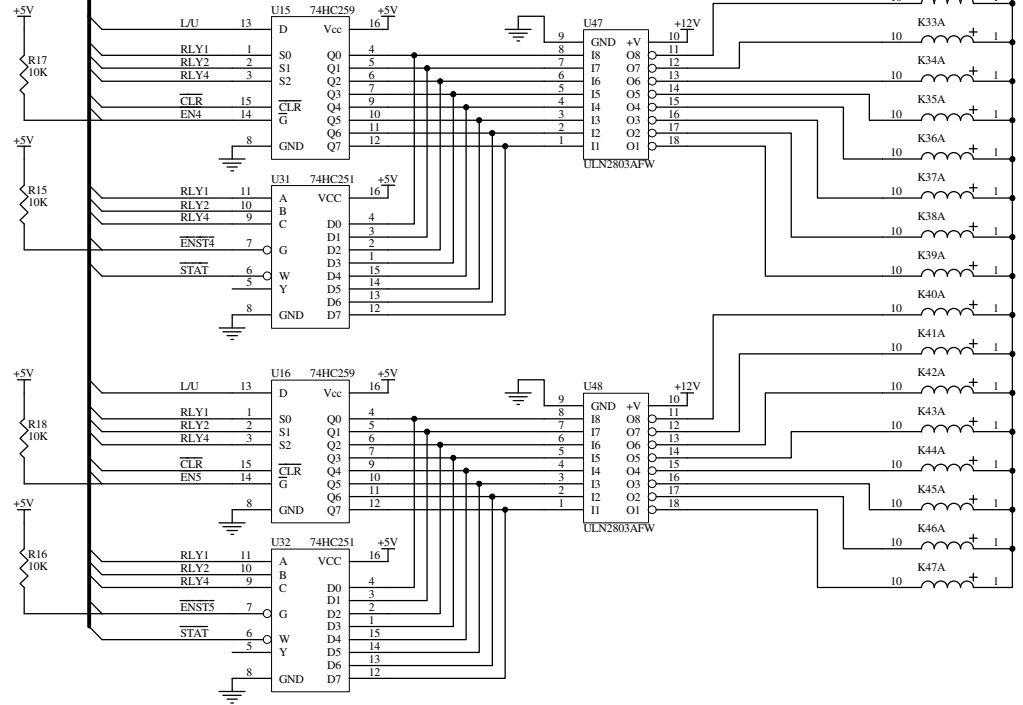 U15 74HC259
L/U 13 D Vcc 16 +5V
RLY1 1 S0 Q0 4
RLY2 2 S1 Q1 5
RLY4 3 S2 Q2 6
Q3 7
CLR 15 CLR Q4 9
EN4 14 G Q5 10
Q6 11
8 GND Q7 12
+5V
R17
10K
+5V
R15
10K
U31 74HC251
RLY1 11 A VCC 16 +5V
RLY2 10 B
RLY4 9 C D0 4
D1 3
ENST4 7 G D2 2
D3 1
STAT 6 W D4 15
5 Y D5 14
D6 13
8 GND D7 12
U47
9 GND +V 10 +12V
8 I8 O8 11
7 I7 O7 12
6 I6 O6 13
5 I5 O5 14
4 I4 O4 15
3 I3 O3 16
2 I2 O2 17
1 I1 O1 18
ULN2803AFW
10 1
K33A
10 + 1
K34A
10 + 1
K35A
10 + 1
K36A
10 + 1
K37A
10 + 1
K38A
10 + 1
K39A
10 + 1
K40A
10 + 1
K41A
10 + 1
K42A
10 + 1
K43A
10 + 1
K44A
10 + 1
K45A
10 + 1
K46A
10 + 1
K47A
10 + 1
U16 74HC259
L/U 13 D Vcc 16 +5V
RLY1 1 S0 Q0 4
RLY2 2 S1 Q1 5
RLY4 3 S2 Q2 6
Q3 7
CLR 15 CLR Q4 9
EN5 14 G Q5 10
Q6 11
8 GND Q7 12
+5V
R18
10K
+5V
R16
10K
U32 74HC251
RLY1 11 A VCC 16 +5V
RLY2 10 B
RLY4 9 C D0 4
D1 3
ENST5 7 G D2 2
D3 1
STAT 6 W D4 15
5 Y D5 14
D6 13
8 GND D7 12
U48
9 GND +V 10 +12V
8 I8 O8 11
7 I7 O7 12
6 I6 O6 13
5 I5 O5 14
4 I4 O4 15
3 I3 O3 16
2 I2 O2 17
1 I1 O1 18
ULN2803AFW